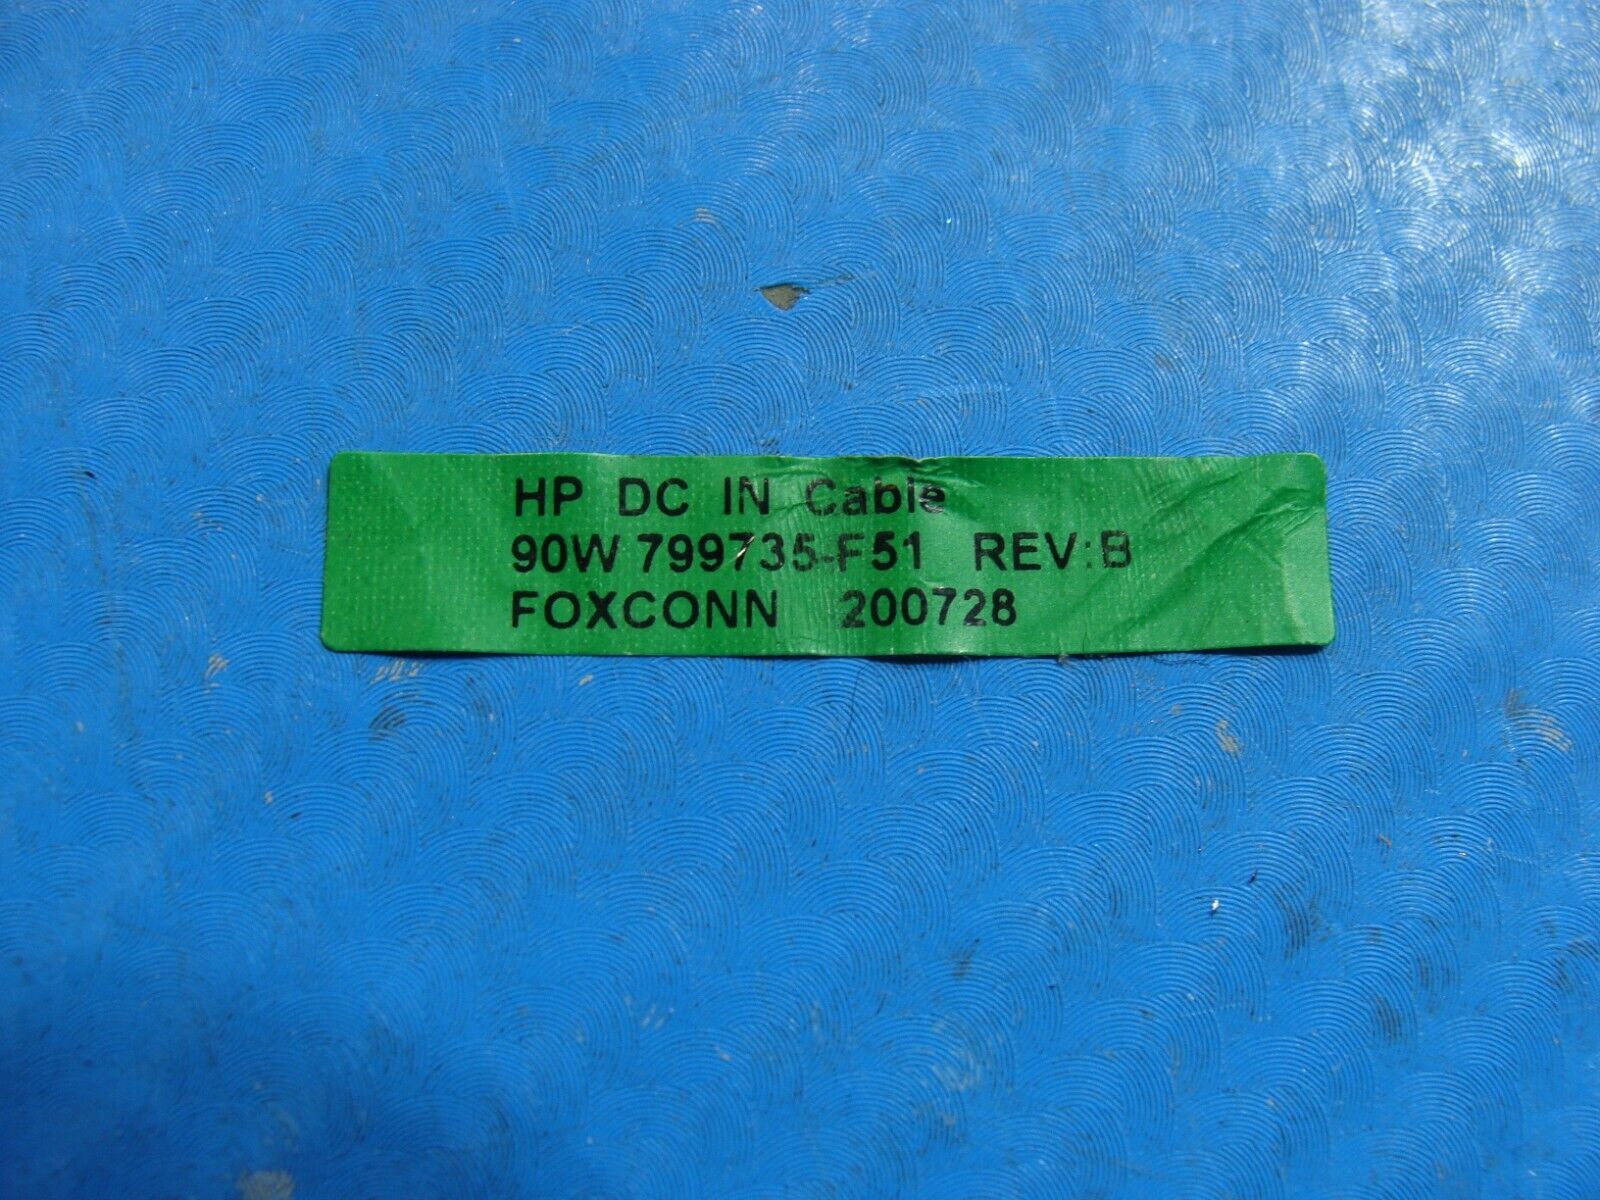 HP DC IN Cable
90W 799735-F51 REV:B
FOXCONN 200728